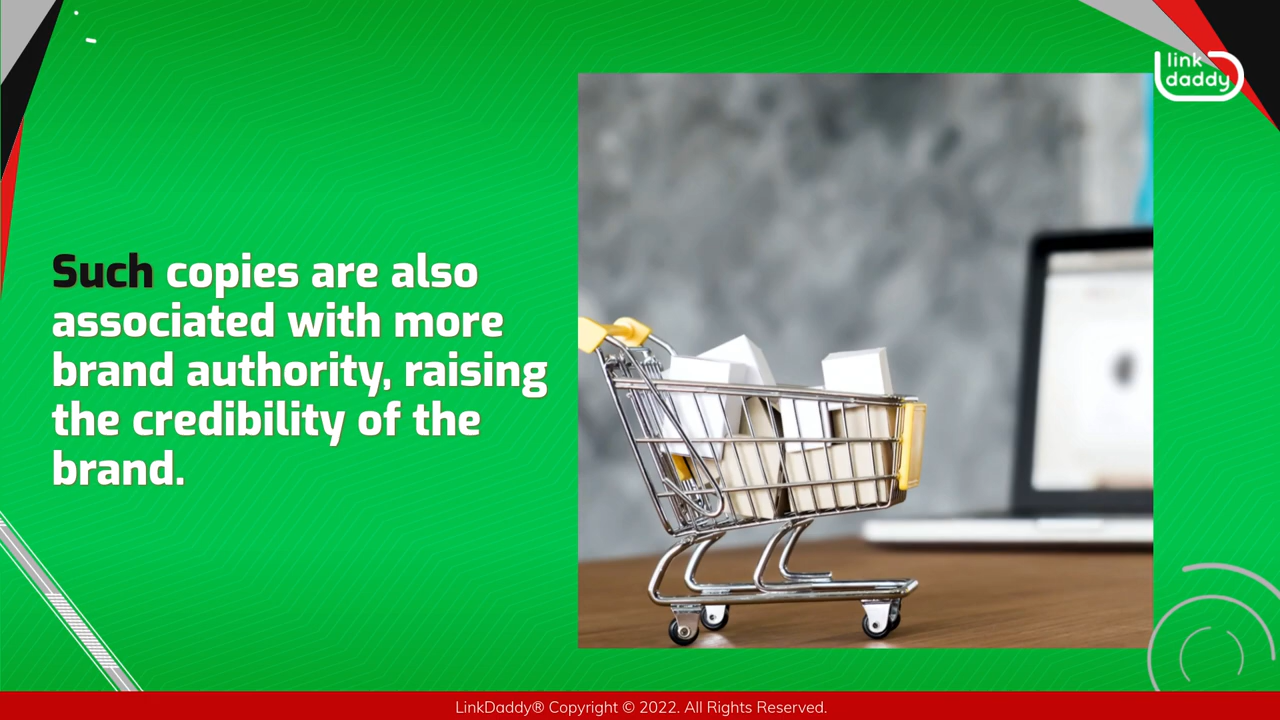 link
daddy
Such copies are also
associated with more
brand authority, raising
the credibility of the
brand.
LinkDaddy® Copyright © 2022. All Rights Reserved.